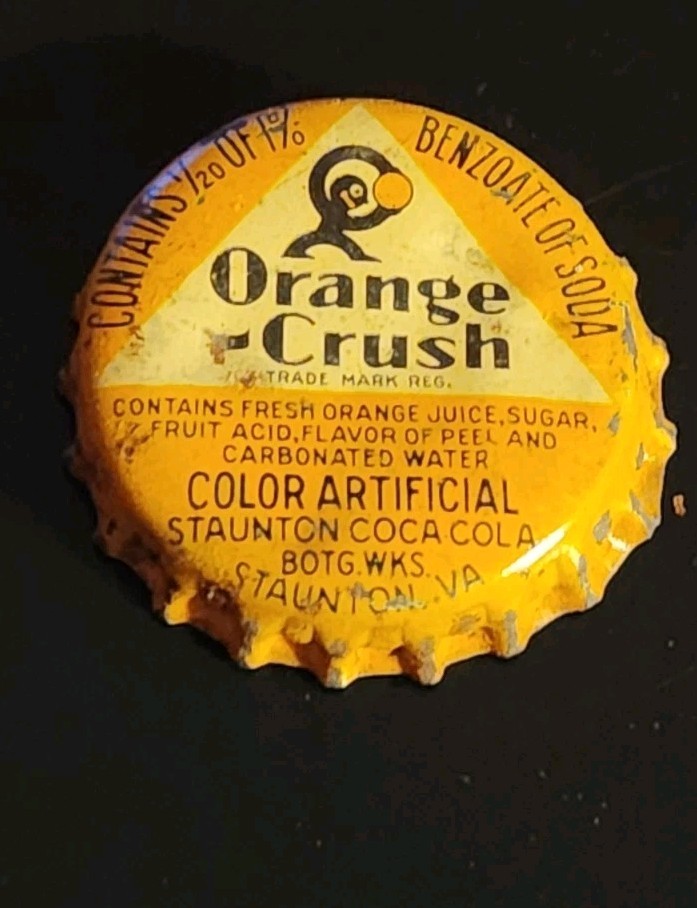 CONTAINS 1/20 OF 1% BENZOATE OF SODA
Orange
-Crush
TRADE MARK REG.
CONTAINS FRESH ORANGE JUICE, SUGAR,
FRUIT ACID, FLAVOR OF PEEL AND
CARBONATED WATER
COLOR ARTIFICIAL
STAUNTON COCA-COLA
BOTG. WKS.
STAUNTON, VA